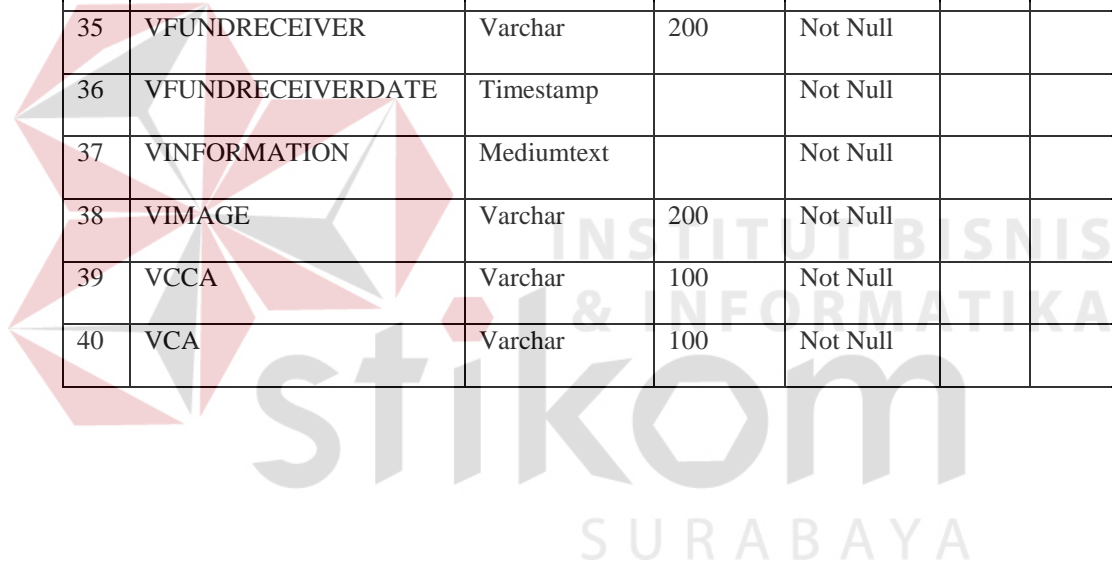 35 VFUNDRECEIVER Varchar 200 Not Null
36 VFUNDRECEIVERDATE Timestamp Not Null
37 VINFORMATION Mediumtext Not Null
38 VIMAGE Varchar 200 Not Null
39 VCCA Varchar 100 Not Null
40 VCA Varchar 100 Not Null
INSTITUT BISNIS
& INFORMATIKA
stikom
SURABAYA